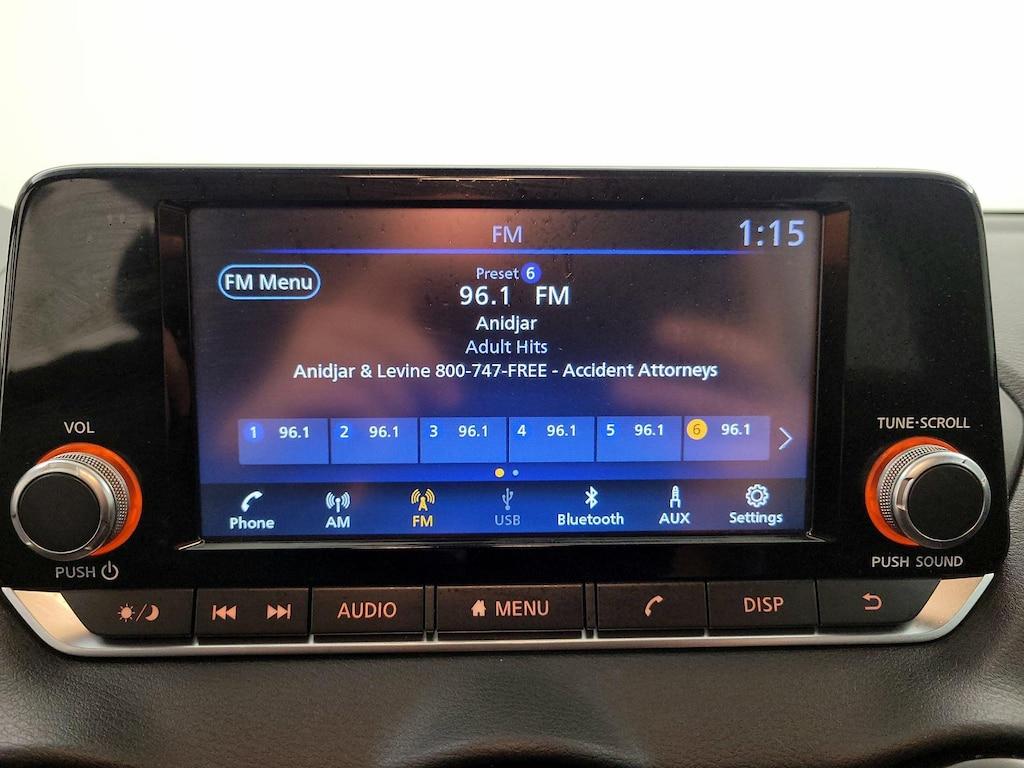 FM
1:15
FM Menu
Preset 6
96.1 FM
Anidjar
Adult Hits
Anidjar & Levine 800-747-FREE - Accident Attorneys
1 96.1 2 96.1 3 96.1 4 96.1 5 96.1 6 96.1
VOL
TUNE·SCROLL
Phone AM FM USB Bluetooth AUX Settings
PUSH
PUSH SOUND
AUDIO MENU DISP